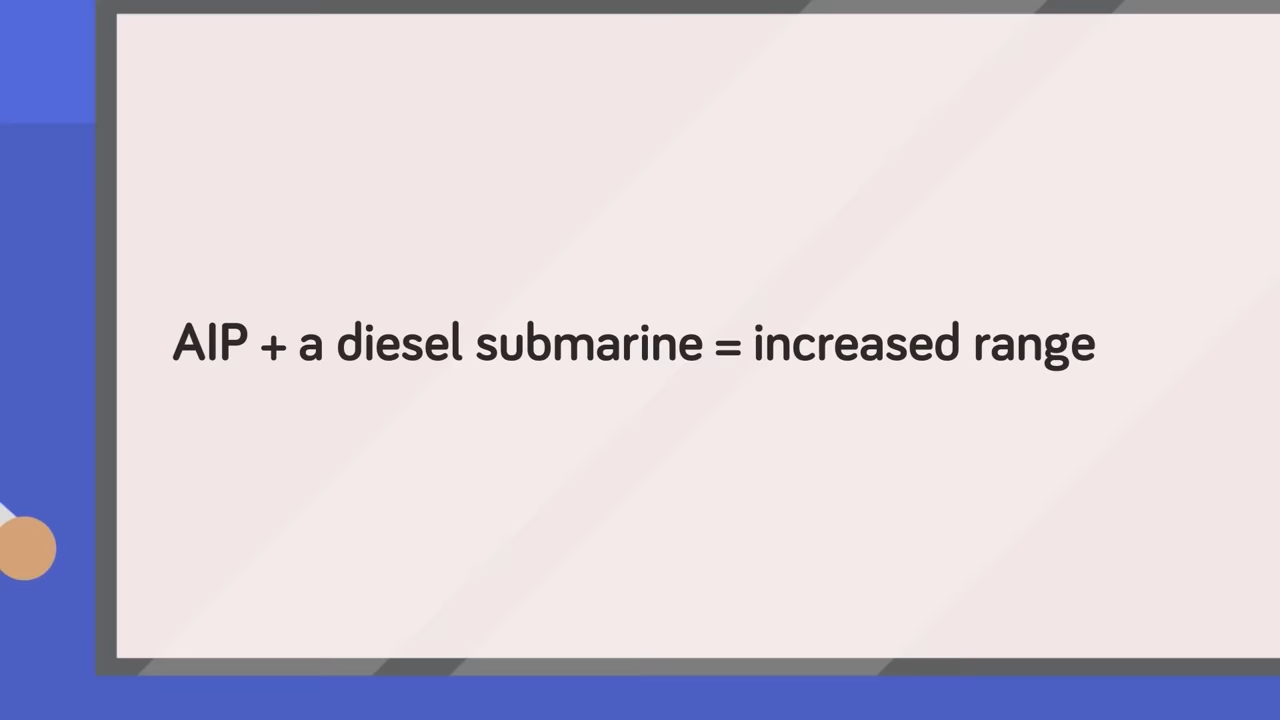 AIP + a diesel submarine = increased range